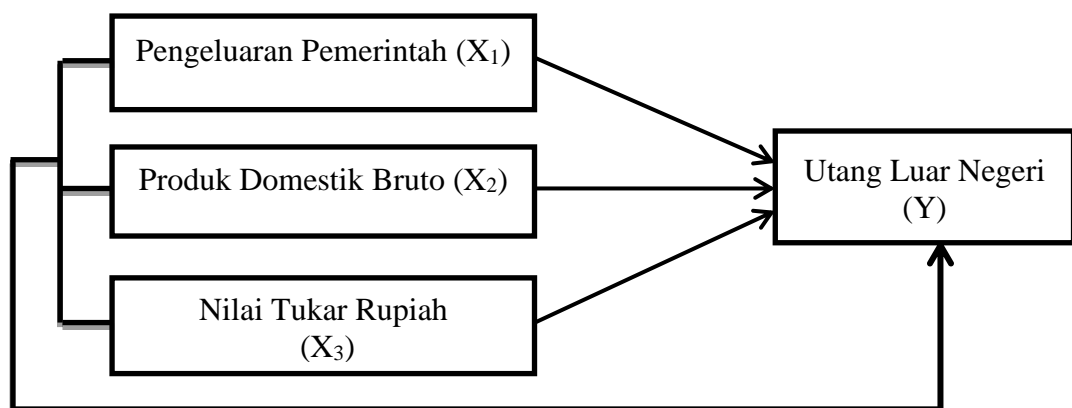 Pengeluaran Pemerintah (X₁)
Produk Domestik Bruto (X₂)
Nilai Tukar Rupiah
(X₃)
Utang Luar Negeri
(Y)